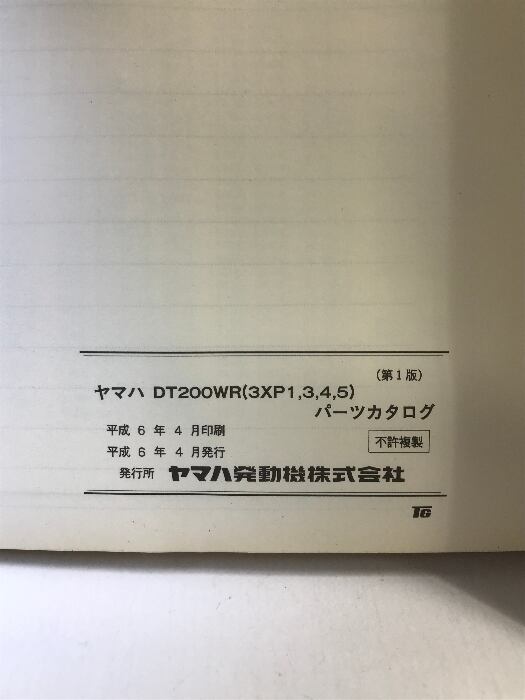 (第1版)
ヤマハ DT200WR(3XP1,3,4,5)
パーツカタログ
平成 6 年 4 月印刷
平成 6 年 4 月発行
不許複製
発行所 ヤマハ発動機株式会社
TG